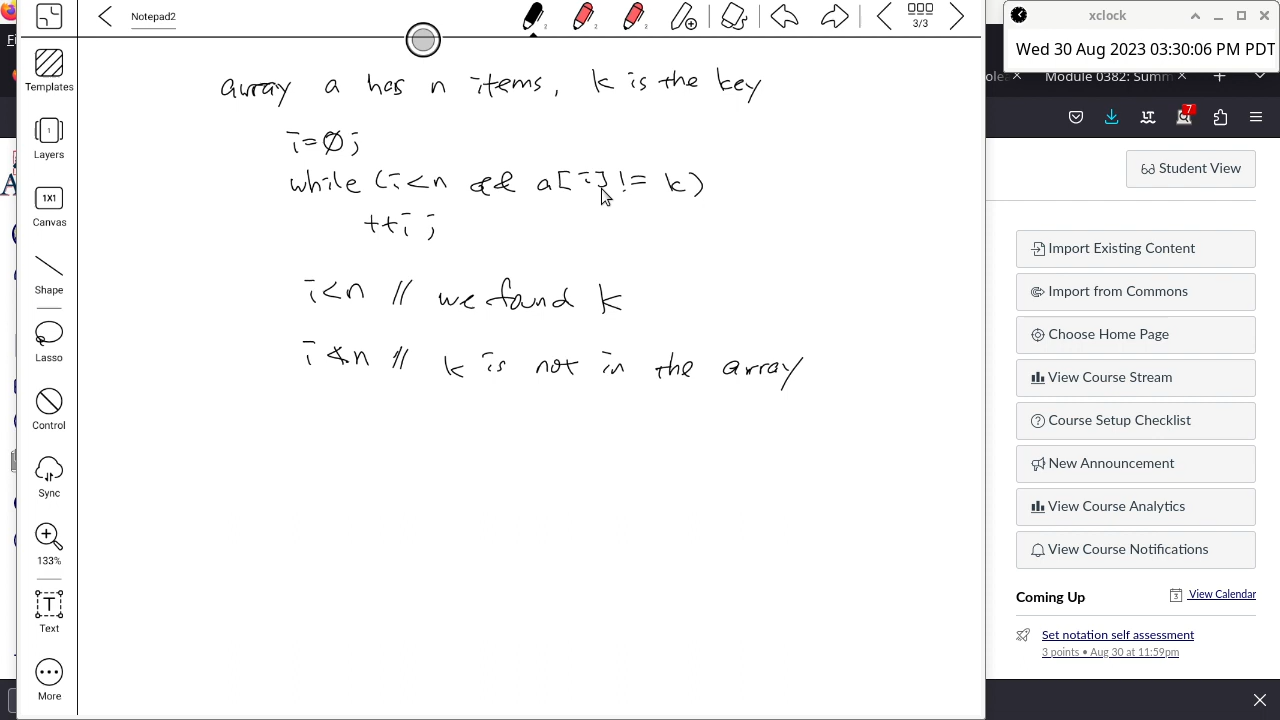 Notepad2
3/3
xclock
Wed 30 Aug 2023 03:30:06 PM PDT
Module 0382: Summ
7
Templates
Layers
1
Canvas
1X1
Shape
Lasso
Control
Sync
133%
Text
More
array a has n items, k is the key
i=0;
while (i<n && a[i]!= k)
++i;
i<n // we found k
i≮n // k is not in the array
Student View
Import Existing Content
Import from Commons
Choose Home Page
View Course Stream
Course Setup Checklist
New Announcement
View Course Analytics
View Course Notifications
Coming Up
View Calendar
Set notation self assessment
3 points • Aug 30 at 11:59pm